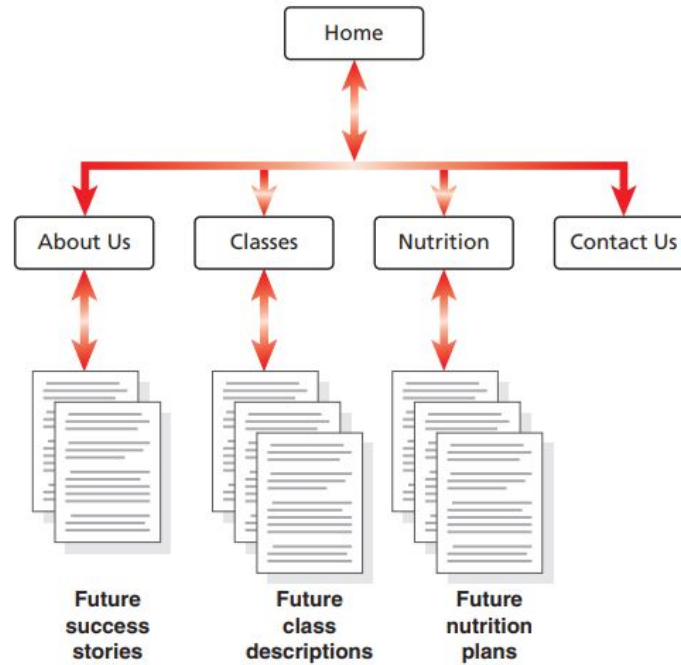 Home
About Us
Classes
Nutrition
Contact Us
Future
success
stories
Future
class
descriptions
Future
nutrition
plans